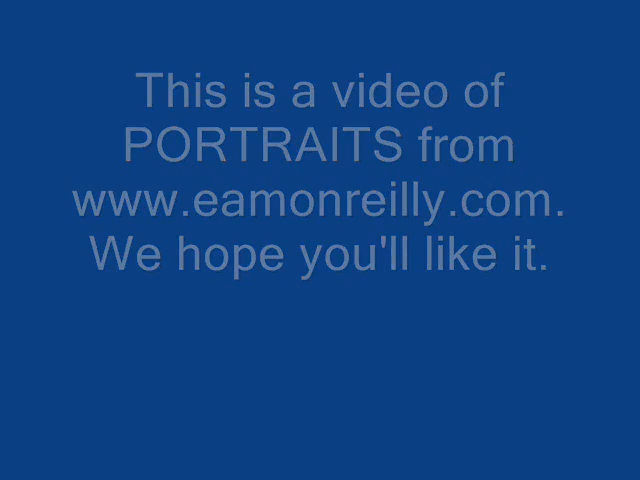 This is a video of
PORTRAITS from
www.eamonreilly.com.
We hope you'll like it.